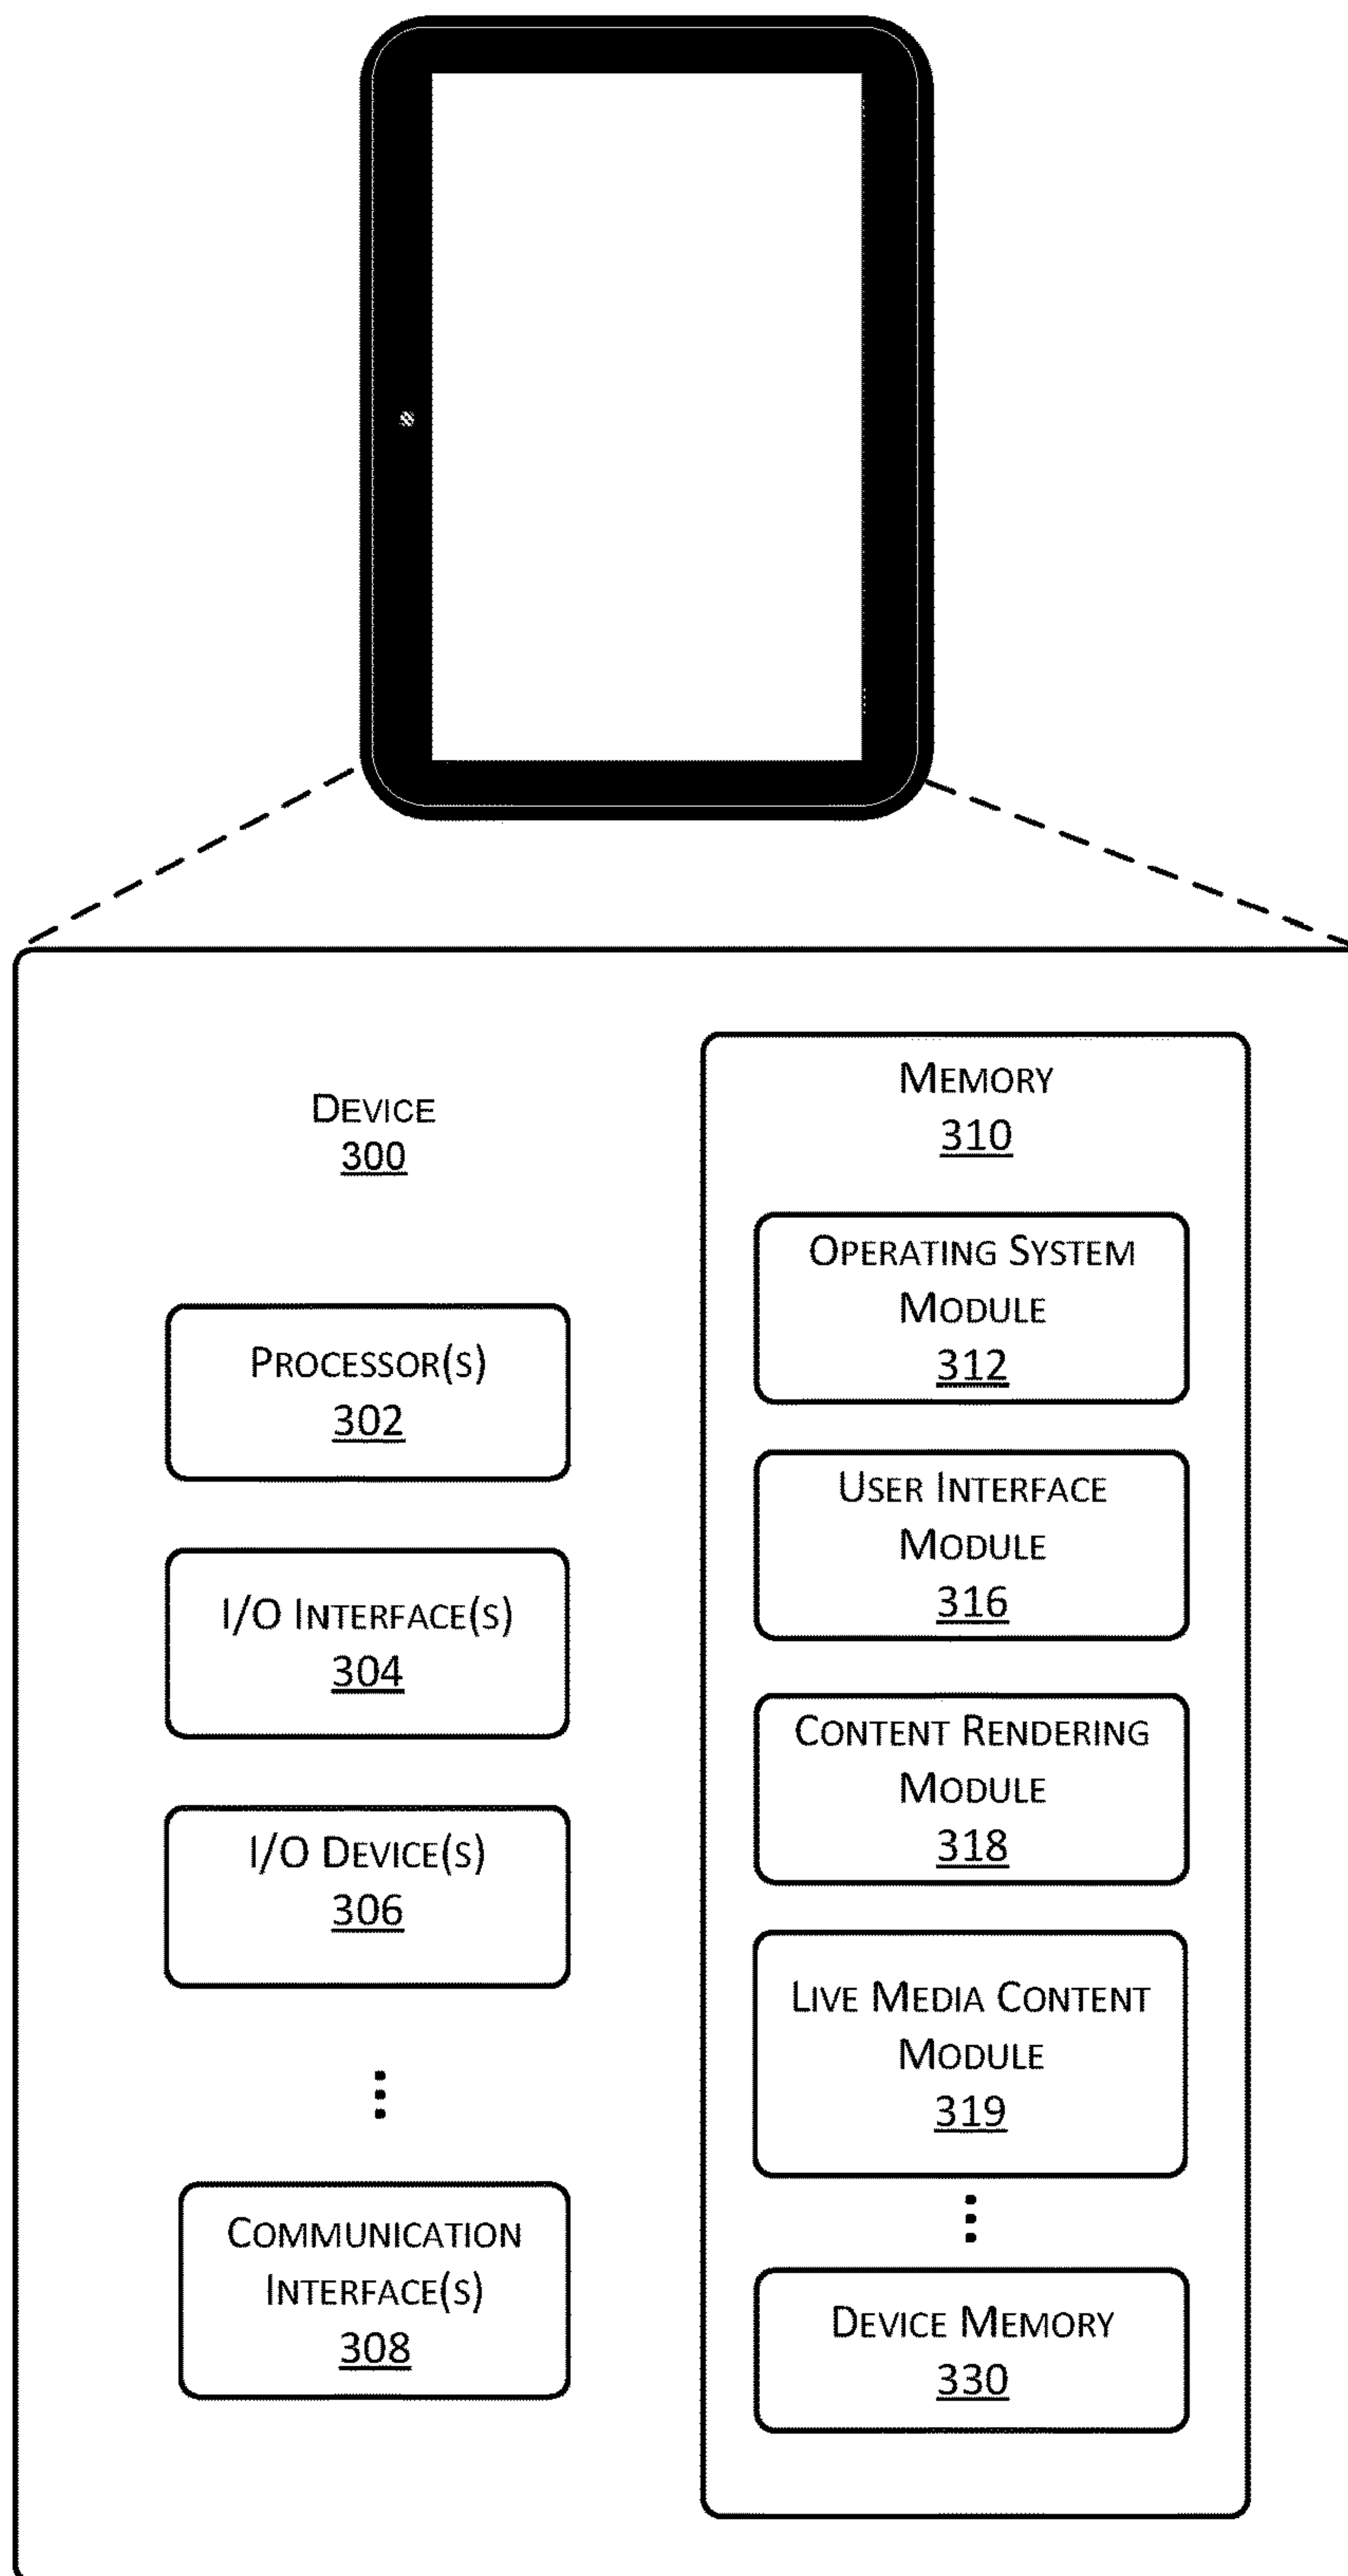 DEVICE
300
PROCESSOR(S)
302
I/O INTERFACE(S)
304
I/O DEVICE(S)
306
COMMUNICATION
INTERFACE(S)
308
MEMORY
310
OPERATING SYSTEM
MODULE
312
USER INTERFACE
MODULE
316
CONTENT RENDERING
MODULE
318
LIVE MEDIA CONTENT
MODULE
319
DEVICE MEMORY
330